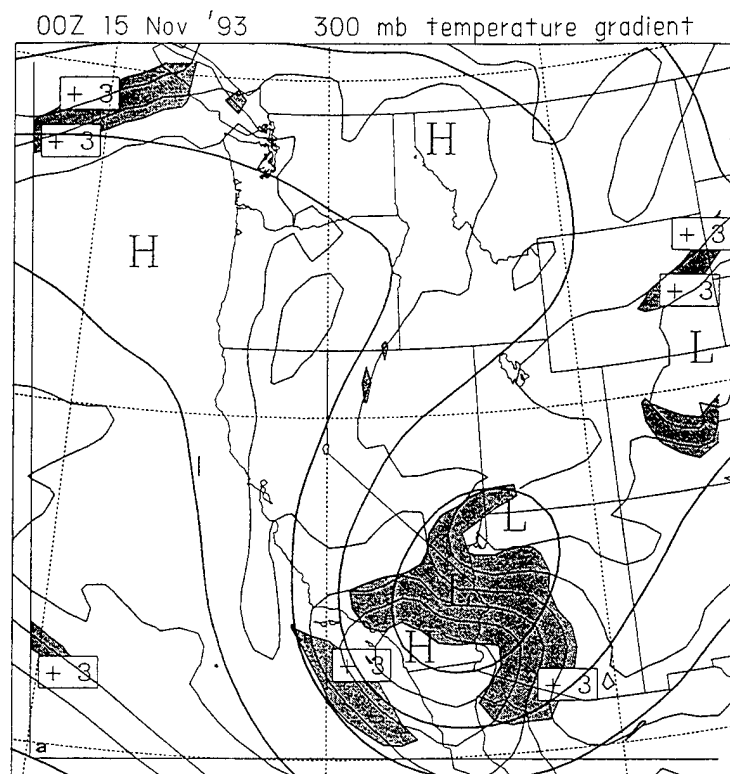 00Z 15 Nov '93 300 mb temperature gradient
+ 3
+ 3
H
H
+ 3
+ 3
L
L
L
H
+ 3
+ 3
+ 3
a